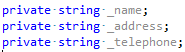 private string _name;
private string _address;
private string _telephone;